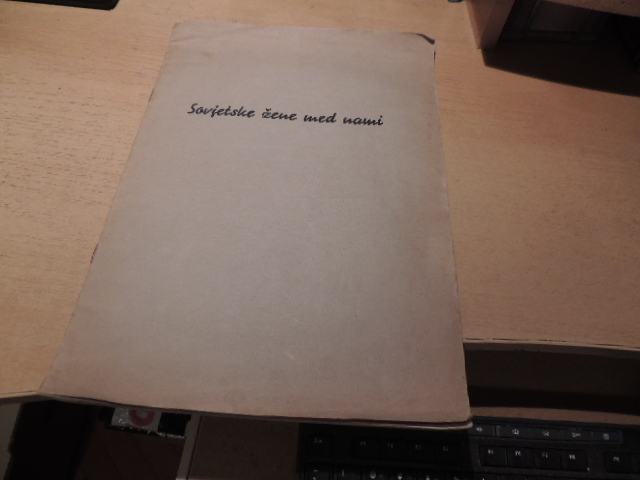 Sovjetske žene med nami